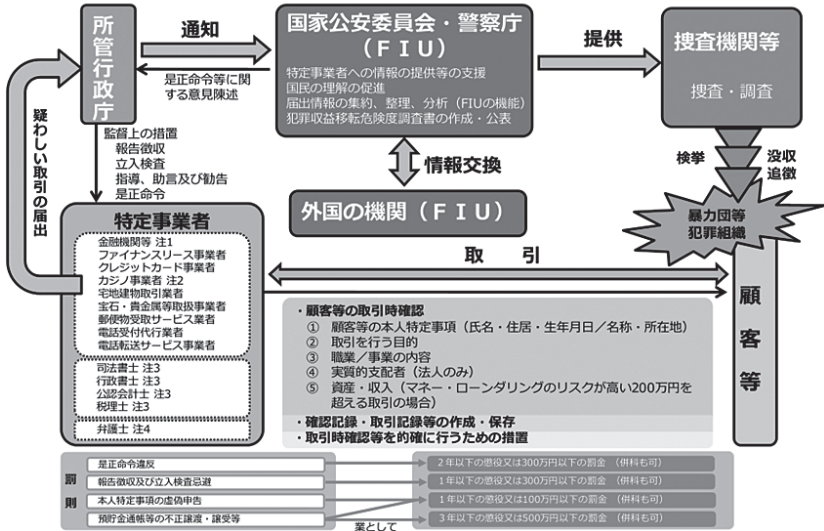 所管行政庁
通知
国家公安委員会・警察庁
（ＦＩＵ）
特定事業者への情報の提供等の支援
国民の理解の促進
届出情報の集約、整理、分析（FIUの機能）
犯罪収益移転危険度調査書の作成・公表
提供
捜査機関等
捜査・調査
是正命令等に関
する意見陳述
疑わしい取引の届出
監督上の措置
報告徴収
立入検査
指導、助言及び勧告
是正命令
情報交換
外国の機関（ＦＩＵ）
検挙
没収
追徴
暴力団等
犯罪組織
特定事業者
金融機関等 注1
ファイナンスリース事業者
クレジットカード事業者
カジノ事業者 注2
宅地建物取引業者
宝石・貴金属等取扱事業者
郵便物受取サービス業者
電話受付代行業者
電話転送サービス事業者
司法書士 注3
行政書士 注3
公認会計士 注3
税理士 注3
弁護士 注4
取　引
顧客等
・顧客等の取引時確認
① 顧客等の本人特定事項（氏名・住居・生年月日／名称・所在地）
② 取引を行う目的
③ 職業／事業の内容
④ 実質的支配者（法人のみ）
⑤ 資産・収入（マネー・ローンダリングのリスクが高い200万円を
超える取引の場合）
・確認記録・取引記録等の作成・保存
・取引時確認等を的確に行うための措置
罰則
是正命令違反
2年以下の懲役又は300万円以下の罰金　（併科も可）
報告徴収及び立入検査忌避
1年以下の懲役又は300万円以下の罰金　（併科も可）
本人特定事項の虚偽申告
1年以下の懲役又は100万円以下の罰金　（併科も可）
預貯金通帳等の不正譲渡・譲受等
3年以下の懲役又は500万円以下の罰金　（併科も可）
業として